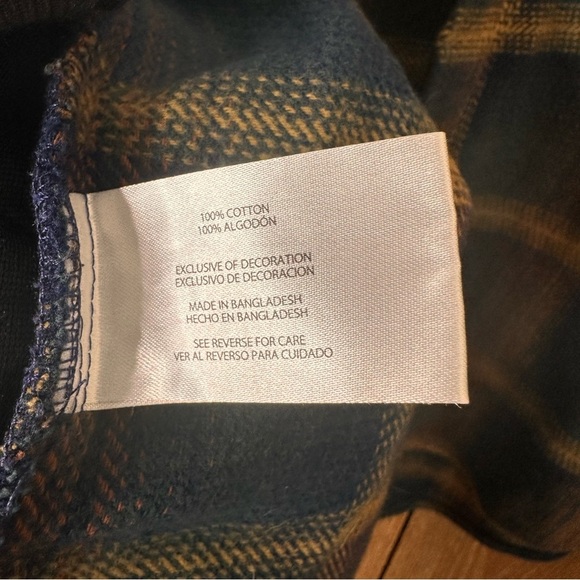 100% COTTON
100% ALGODÓN
EXCLUSIVE OF DECORATION
EXCLUSIVO DE DECORACION
MADE IN BANGLADESH
HECHO EN BANGLADESH
SEE REVERSE FOR CARE
VER AL REVERSO PARA CUIDADO